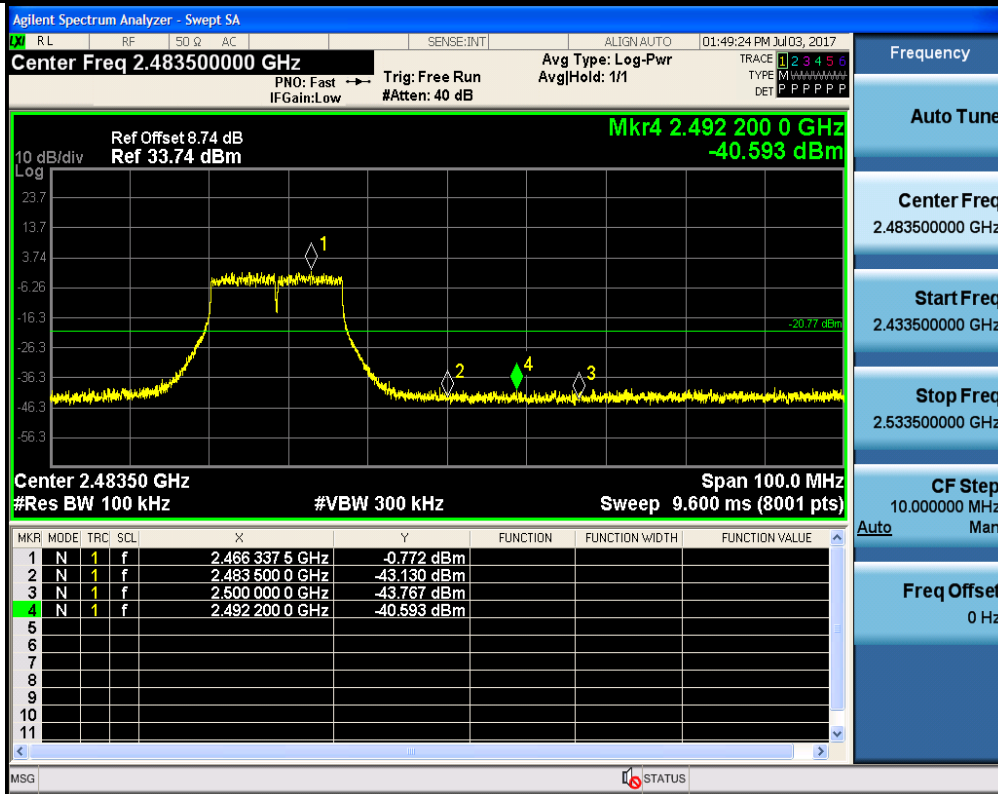 Agilent Spectrum Analyzer - Swept SA
LXI RL RF 50 Ω AC SENSE:INT ALIGN AUTO 01:49:24 PM Jul 03, 2017
Center Freq 2.483500000 GHz
PNO: Fast
IFGain:Low
Trig: Free Run
#Atten: 40 dB
Avg Type: Log-Pwr
Avg|Hold: 1/1
TRACE 1 2 3 4 5 6
TYPE M
DET P P P P P P
Frequency
Auto Tune
Center Freq
2.483500000 GHz
Start Freq
2.433500000 GHz
Stop Freq
2.533500000 GHz
CF Step
10.000000 MHz
Auto Man
Freq Offset
0 Hz
Mkr4 2.492 200 0 GHz
-40.593 dBm
Ref Offset 8.74 dB
10 dB/div Ref 33.74 dBm
Log
23.7
13.7
3.74
-6.26
-16.3
-26.3
-36.3
-46.3
-56.3
1
2
4
3
-20.77 dBm
Center 2.48350 GHz Span 100.0 MHz
#Res BW 100 kHz #VBW 300 kHz Sweep 9.600 ms (8001 pts)
MKR MODE TRC SCL X Y FUNCTION FUNCTION WIDTH FUNCTION VALUE
1 N 1 f 2.466 337 5 GHz -0.772 dBm
2 N 1 f 2.483 500 0 GHz -43.130 dBm
3 N 1 f 2.500 000 0 GHz -43.767 dBm
4 N 1 f 2.492 200 0 GHz -40.593 dBm
5
6
7
8
9
10
11
MSG STATUS